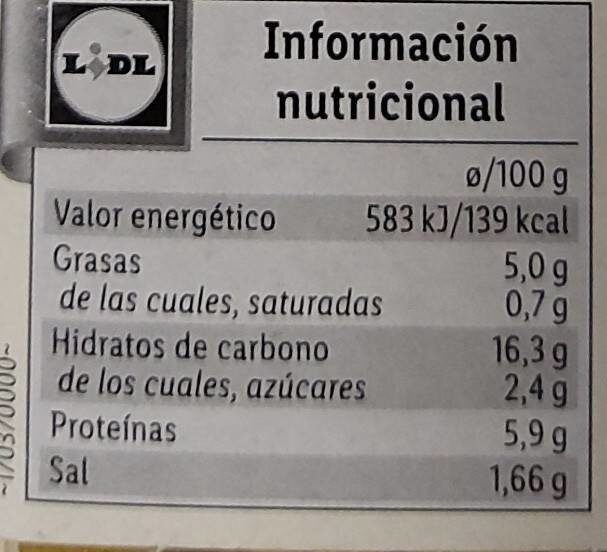 LIDL
Información
nutricional
ø/100 g
Valor energético 583 kJ/139 kcal
Grasas 5,0 g
de las cuales, saturadas 0,7 g
Hidratos de carbono 16,3 g
de los cuales, azúcares 2,4 g
Proteínas 5,9 g
Sal 1,66 g